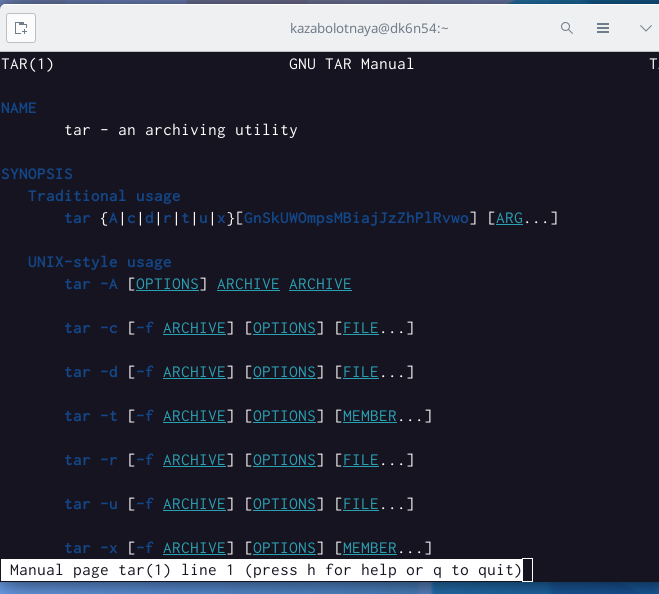 kazabolotnaya@dk6n54:~
TAR(1) GNU TAR Manual T
NAME
tar - an archiving utility
SYNOPSIS
Traditional usage
tar {A|c|d|r|t|u|x}[GnSkUWOmpsMBiajJzZhPlRvwo] [ARG...]
UNIX-style usage
tar -A [OPTIONS] ARCHIVE ARCHIVE
tar -c [-f ARCHIVE] [OPTIONS] [FILE...]
tar -d [-f ARCHIVE] [OPTIONS] [FILE...]
tar -t [-f ARCHIVE] [OPTIONS] [MEMBER...]
tar -r [-f ARCHIVE] [OPTIONS] [FILE...]
tar -u [-f ARCHIVE] [OPTIONS] [FILE...]
tar -x [-f ARCHIVE] [OPTIONS] [MEMBER...]
Manual page tar(1) line 1 (press h for help or q to quit)